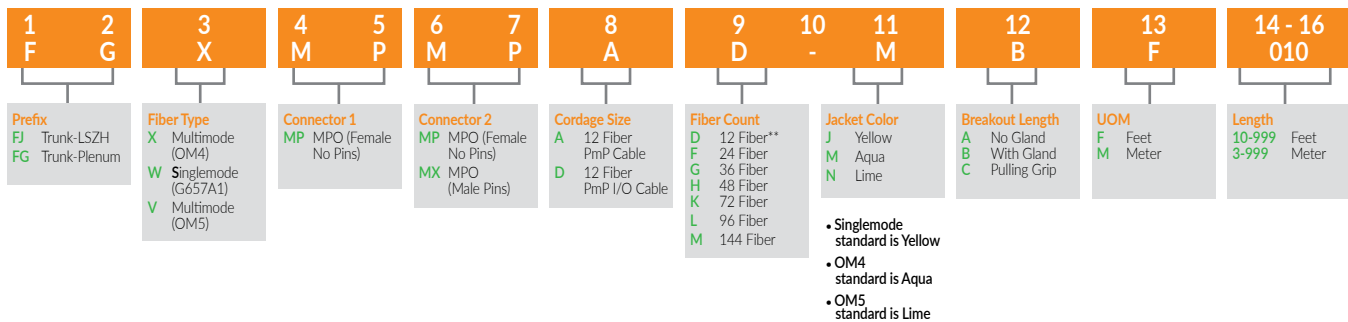 1 2 3 4 5 6 7 8 9 10 11 12 13 14 - 16
F G X M P M P A D - M B F 010
Prefix
FJ Trunk-LSZH
FG Trunk-Plenum
Fiber Type
X Multimode
(OM4)
W Singlemode
(G657A1)
V Multimode
(OM5)
Connector 1
MP MPO (Female
No Pins)
Connector 2
MP MPO (Female
No Pins)
MX MPO
(Male Pins)
Cordage Size
A 12 Fiber
PmP Cable
D 12 Fiber
PmP I/O Cable
Fiber Count
D 12 Fiber**
F 24 Fiber
G 36 Fiber
H 48 Fiber
K 72 Fiber
L 96 Fiber
M 144 Fiber
Jacket Color
J Yellow
M Aqua
N Lime
• Singlemode
standard is Yellow
• OM4
standard is Aqua
• OM5
standard is Lime
Breakout Length
A No Gland
B With Gland
C Pulling Grip
UOM
F Feet
M Meter
Length
10-999 Feet
3-999 Meter